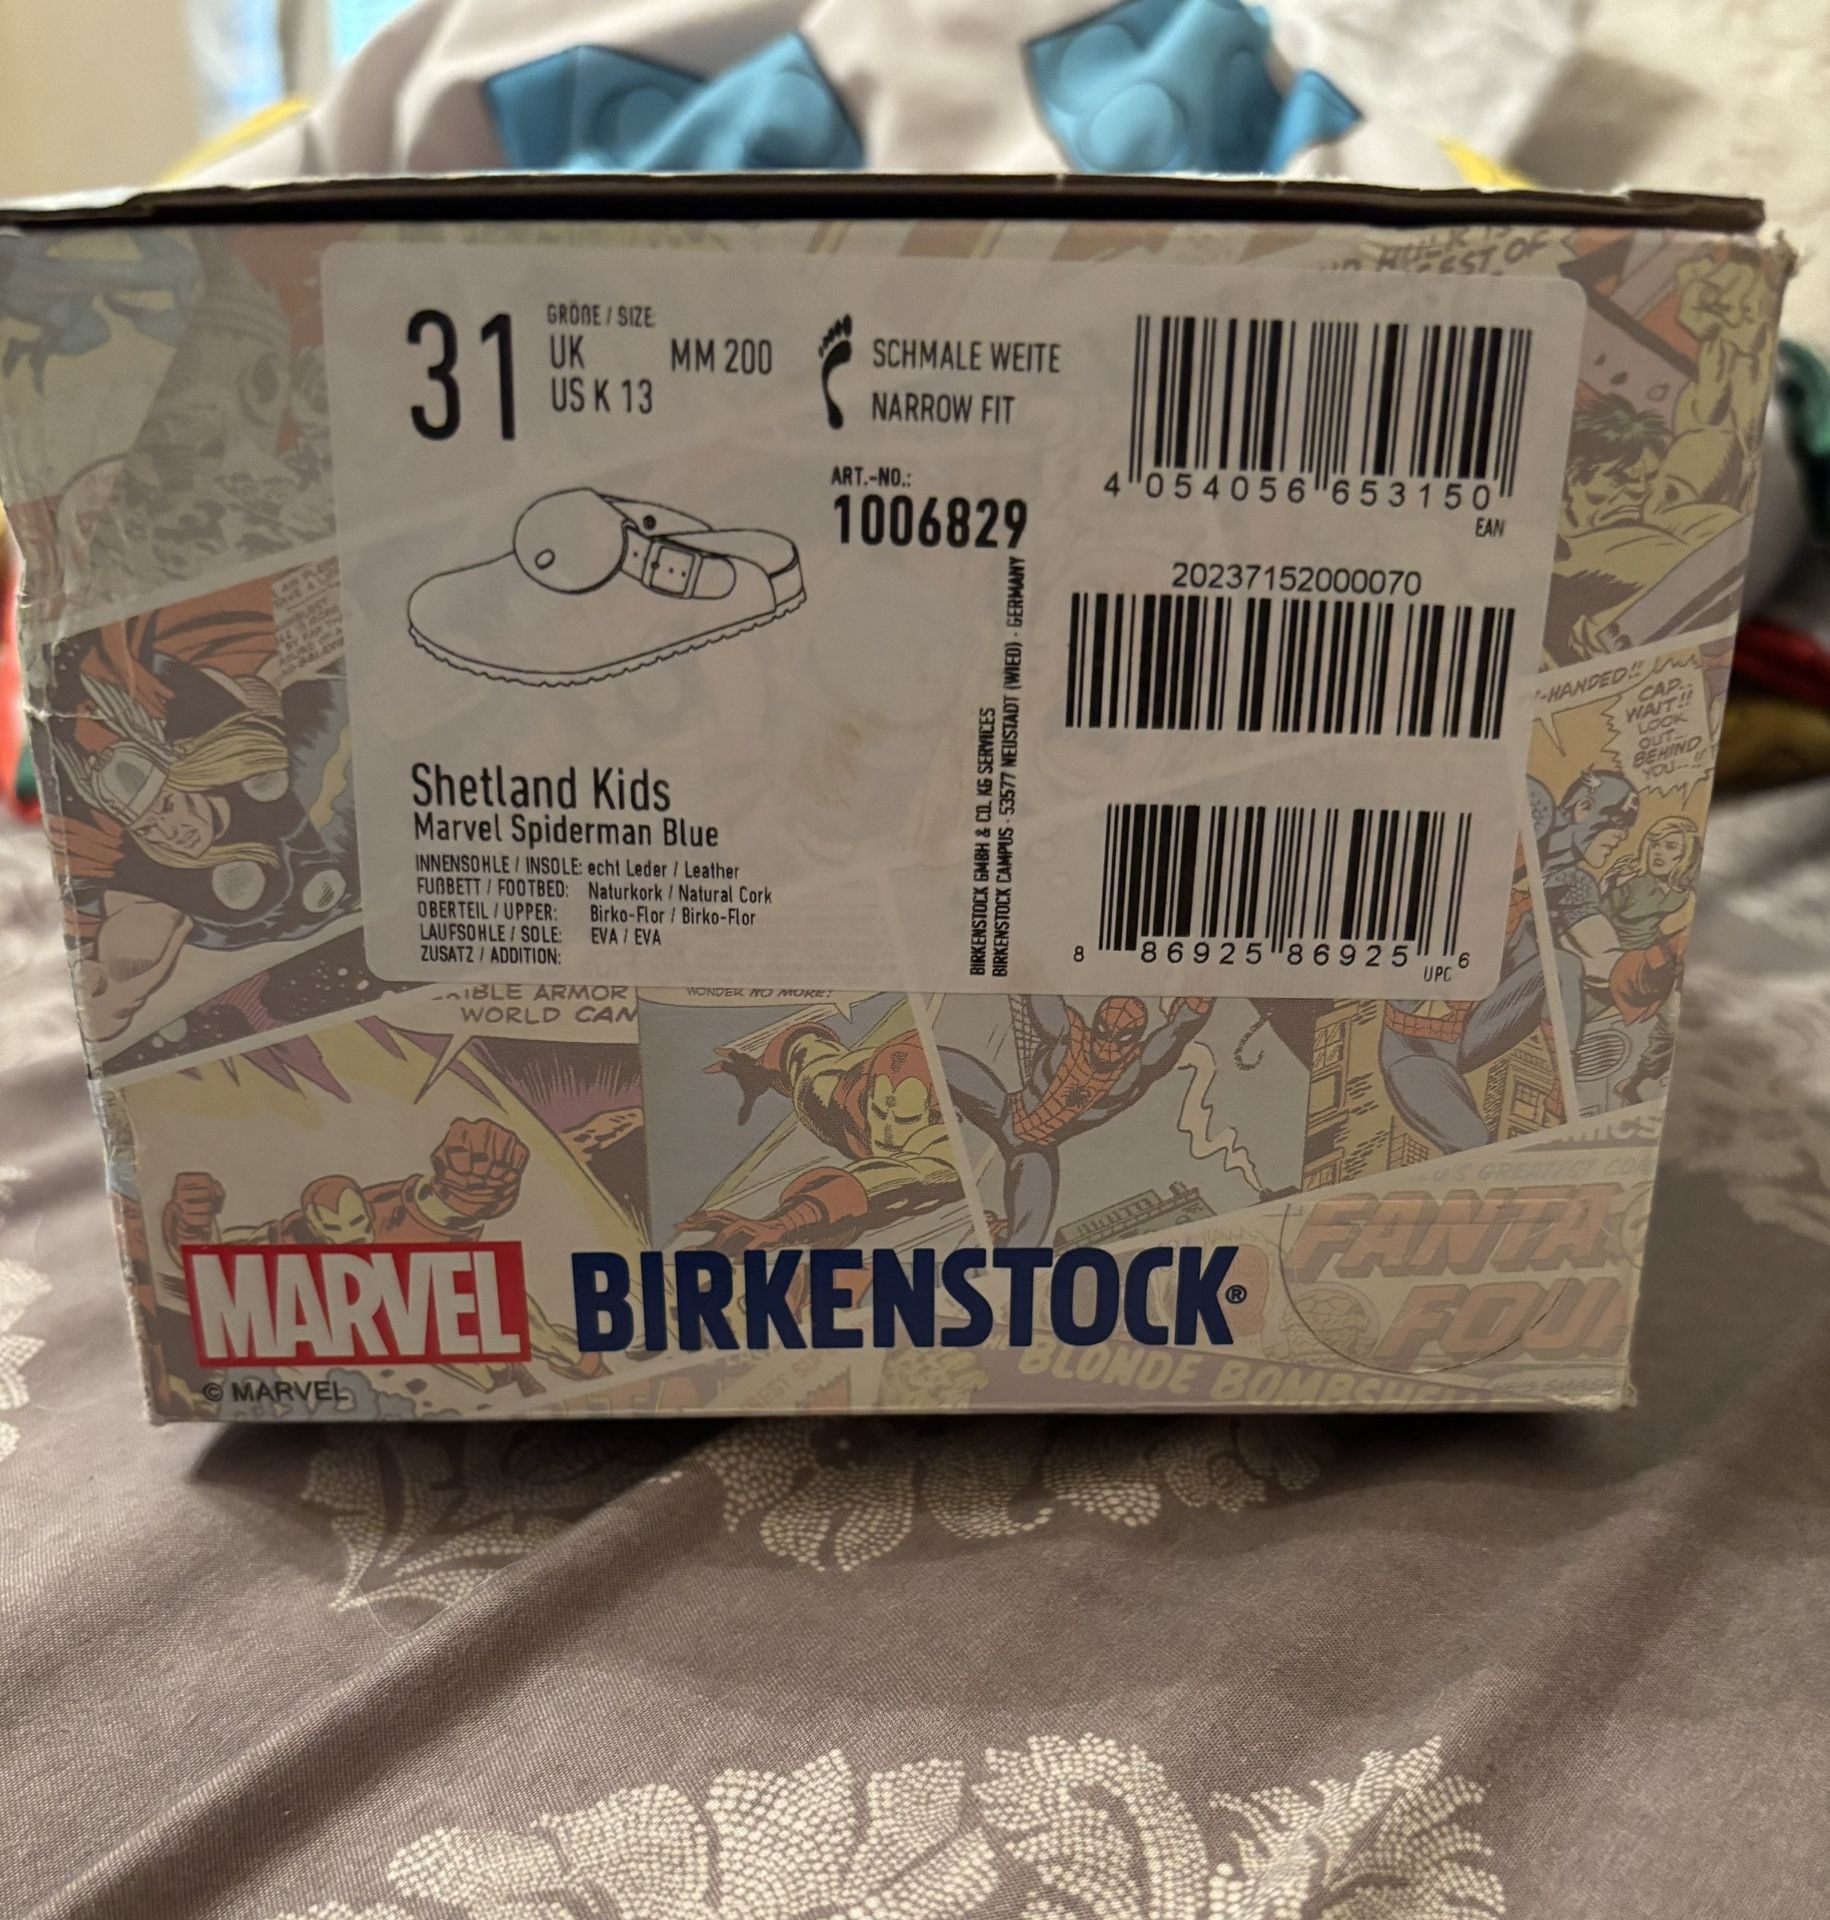 31
GRÖßE / SIZE
UK
US K 13
MM 200
SCHMALE WEITE
NARROW FIT
4 054056 653150
EAN
ART.-NO.:
1006829
20237152000070
Shetland Kids
Marvel Spiderman Blue
INNENSOHLE / INSOLE: echt Leder / Leather
FUßBETT / FOOTBED: Naturkork / Natural Cork
OBERTEIL / UPPER: Birko-Flor / Birko-Flor
LAUFSOHLE / SOLE: EVA / EVA
ZUSATZ / ADDITION:
BIRKENSTOCK GMBH & CO. KG SERVICES
BIRKENSTOCK CAMPUS - 53577 NEUSTADT (WIED) - GERMANY
8 86925 86925 6
UPC
-HANDED!!
CAP..
WAIT!!
LOOK
OUT...
BEHIND
YOU...!!
IBLE ARMOR
WORLD CAN
WONDER NO MORE!
FANTA
FOU
BLONDE BOMBSHE
MARVEL
BIRKENSTOCK®
© MARVEL